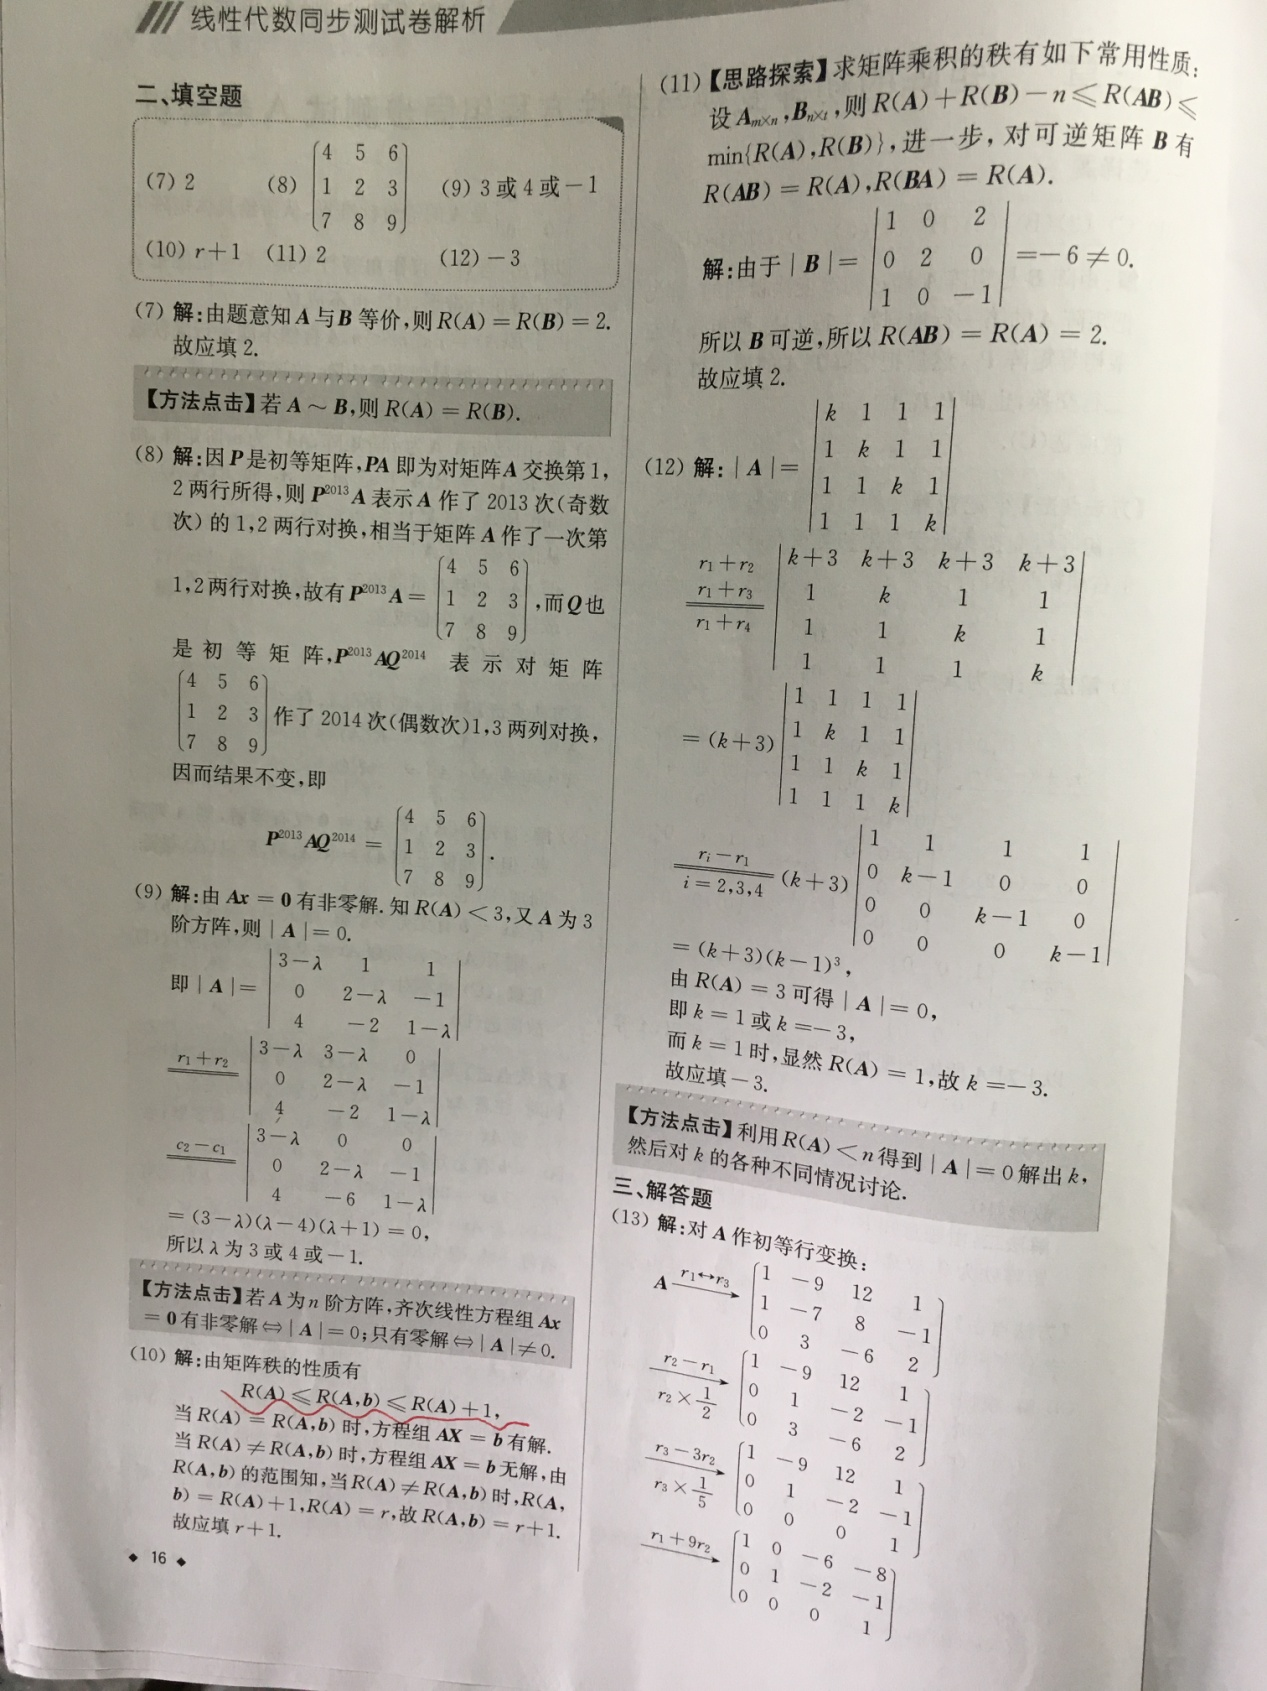 线性代数同步测试卷解析
二、填空题
(7) 2 (8) [4 5 6; 1 2 3; 7 8 9] (9) 3或4或-1
(10) r+1 (11) 2 (12) -3
(7) 解:由题意知A与B等价,则R(A)=R(B)=2.
故应填2.
【方法点击】若A~B,则R(A)=R(B).
(8) 解:因P是初等矩阵,PA即为对矩阵A交换第1,
2两行所得,则P²⁰¹³A表示A作了2013次(奇数
次)的1,2两行对换,相当于矩阵A作了一次第
1,2两行对换,故有P²⁰¹³A=[4 5 6; 1 2 3; 7 8 9],而Q也
是初等矩阵,P²⁰¹³AQ²⁰¹⁴表示对矩阵
[4 5 6; 1 2 3; 7 8 9]作了2014次(偶数次)1,3两列对换,
因而结果不变,即
P²⁰¹³AQ²⁰¹⁴=[4 5 6; 1 2 3; 7 8 9].
(9) 解:由Ax=0有非零解.知R(A)<3,又A为3
阶方阵,则|A|=0.
即|A|=|3-λ 1 1; 0 2-λ -1; 4 -2 1-λ|
r₁+r₂ |3-λ 3-λ 0; 0 2-λ -1; 4 -2 1-λ|
c₂-c₁ |3-λ 0 0; 0 2-λ -1; 4 -6 1-λ|
=(3-λ)(λ-4)(λ+1)=0,
所以λ为3或4或-1.
【方法点击】若A为n阶方阵,齐次线性方程组Ax
=0有非零解⇔|A|=0;只有零解⇔|A|≠0.
(10) 解:由矩阵秩的性质有
R(A)≤R(A,b)≤R(A)+1,
当R(A)=R(A,b)时,方程组AX=b有解.
当R(A)≠R(A,b)时,方程组AX=b无解,由
R(A,b)的范围知,当R(A)≠R(A,b)时,R(A,
b)=R(A)+1,R(A)=r,故R(A,b)=r+1.
故应填r+1.
◆ 16 ◆
(11)【思路探索】求矩阵乘积的秩有如下常用性质:
设Aₘ×ₙ,Bₙ×ₜ,则R(A)+R(B)-n≤R(AB)≤
min{R(A),R(B)},进一步,对可逆矩阵B有
R(AB)=R(A),R(BA)=R(A).
解:由于|B|=|1 0 2; 0 2 0; 1 0 -1|=-6≠0.
所以B可逆,所以R(AB)=R(A)=2.
故应填2.
(12) 解:|A|=|k 1 1 1; 1 k 1 1; 1 1 k 1; 1 1 1 k|
r₁+r₂ r₁+r₃ r₁+r₄ |k+3 k+3 k+3 k+3; 1 k 1 1; 1 1 k 1; 1 1 1 k|
=(k+3)|1 1 1 1; 1 k 1 1; 1 1 k 1; 1 1 1 k|
rᵢ-r₁ i=2,3,4 (k+3)|1 1 1 1; 0 k-1 0 0; 0 0 k-1 0; 0 0 0 k-1|
=(k+3)(k-1)³,
由R(A)=3可得|A|=0,
即k=1或k=-3,
而k=1时,显然R(A)=1,故k=-3.
故应填-3.
【方法点击】利用R(A)<n得到|A|=0解出k,
然后对k的各种不同情况讨论.
三、解答题
(13) 解:对A作初等行变换:
A r₁↔r₃→ [1 -9 12 1; 1 -7 8 -1; 0 3 -6 2]
r₂-r₁ r₂×1/2→ [1 -9 12 1; 0 1 -2 -1; 0 3 -6 2]
r₃-3r₂ r₃×1/5→ [1 -9 12 1; 0 1 -2 -1; 0 0 0 1]
r₁+9r₂→ [1 0 -6 -8; 0 1 -2 -1; 0 0 0 1]